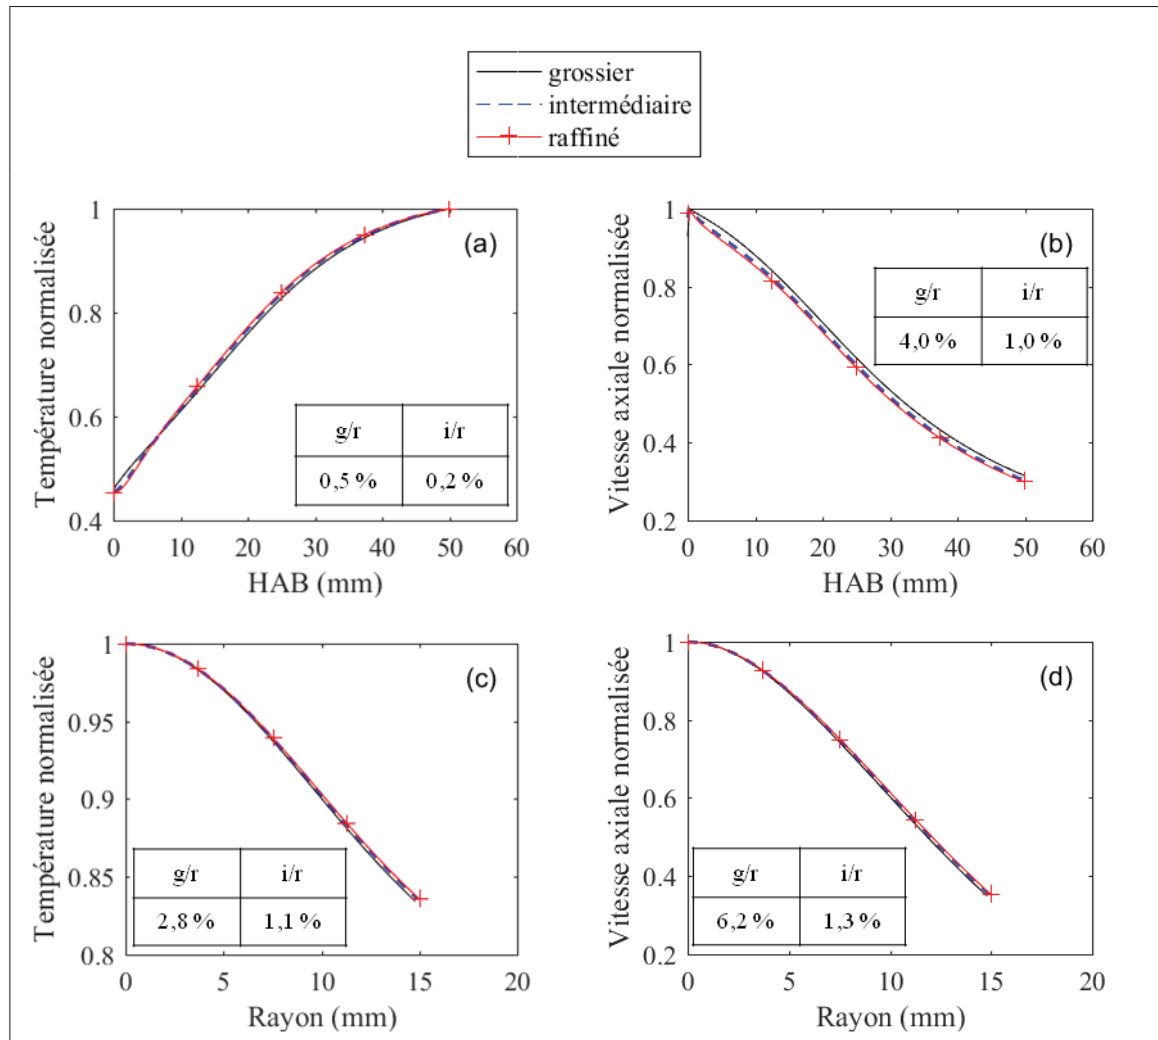 grossier
intermédiaire
raffiné
Température normalisée
1
0.8
0.6
0.4
(a)
g/r i/r
0,5 % 0,2 %
0 10 20 30 40 50 60
HAB (mm)
Vitesse axiale normalisée
1
0.8
0.6
0.4
0.2
(b)
g/r i/r
4,0 % 1,0 %
0 10 20 30 40 50 60
HAB (mm)
Température normalisée
1
0.95
0.9
0.85
0.8
(c)
g/r i/r
2,8 % 1,1 %
0 5 10 15 20
Rayon (mm)
Vitesse axiale normalisée
1
0.8
0.6
0.4
0.2
(d)
g/r i/r
6,2 % 1,3 %
0 5 10 15 20
Rayon (mm)